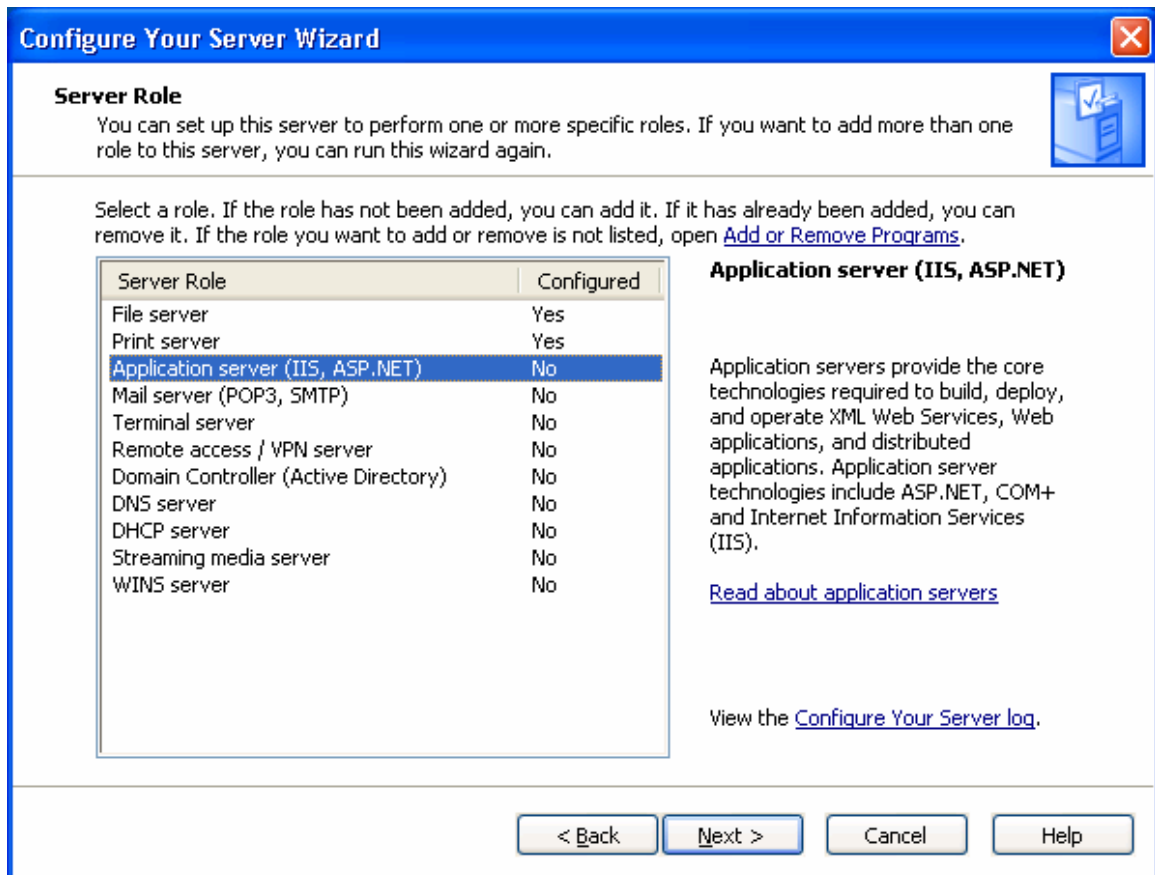 Configure Your Server Wizard
Server Role
You can set up this server to perform one or more specific roles. If you want to add more than one
role to this server, you can run this wizard again.
Select a role. If the role has not been added, you can add it. If it has already been added, you can
remove it. If the role you want to add or remove is not listed, open Add or Remove Programs.
Server Role Configured
File server Yes
Print server Yes
Application server (IIS, ASP.NET) No
Mail server (POP3, SMTP) No
Terminal server No
Remote access / VPN server No
Domain Controller (Active Directory) No
DNS server No
DHCP server No
Streaming media server No
WINS server No
Application server (IIS, ASP.NET)
Application servers provide the core
technologies required to build, deploy,
and operate XML Web Services, Web
applications, and distributed
applications. Application server
technologies include ASP.NET, COM+
and Internet Information Services
(IIS).
Read about application servers
View the Configure Your Server log.
< Back Next > Cancel Help